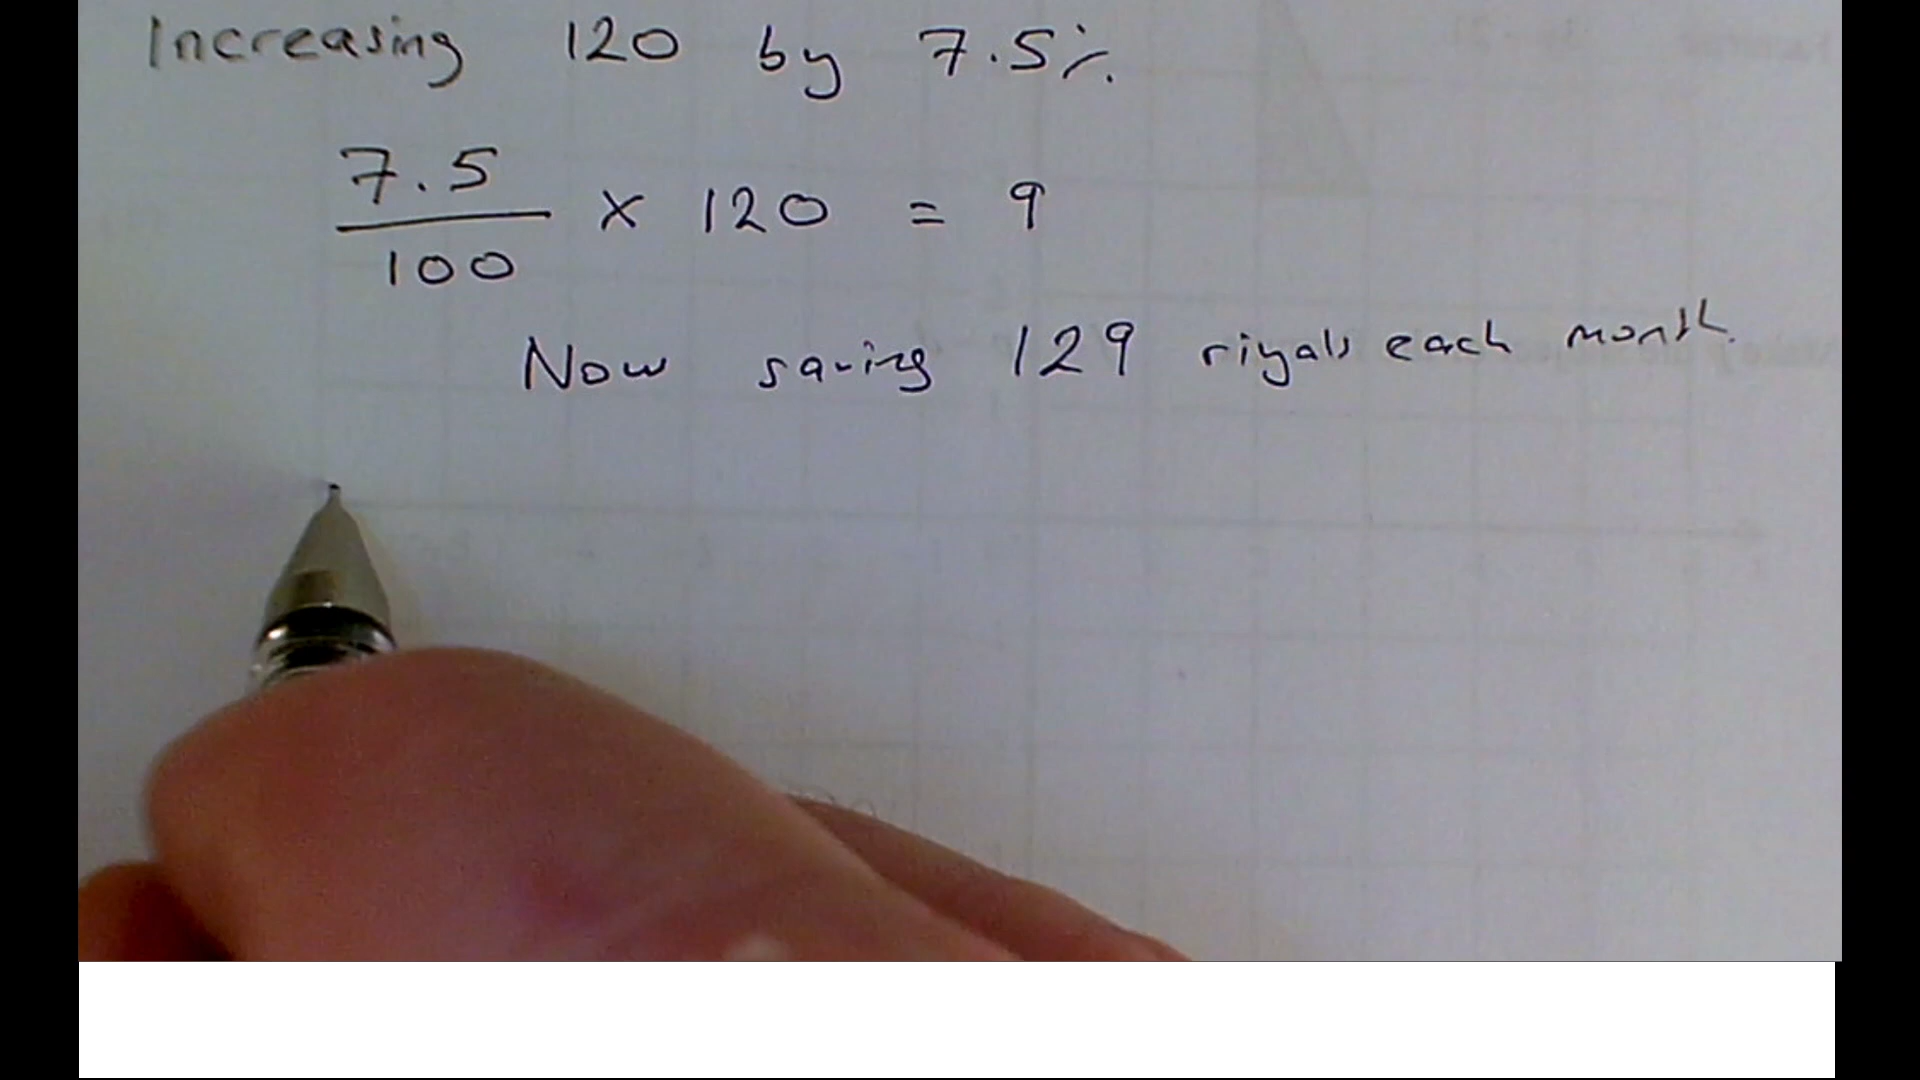 Increasing 120 by 7.5%
7.5
100
× 120 = 9
Now saving 129 riyals each month.